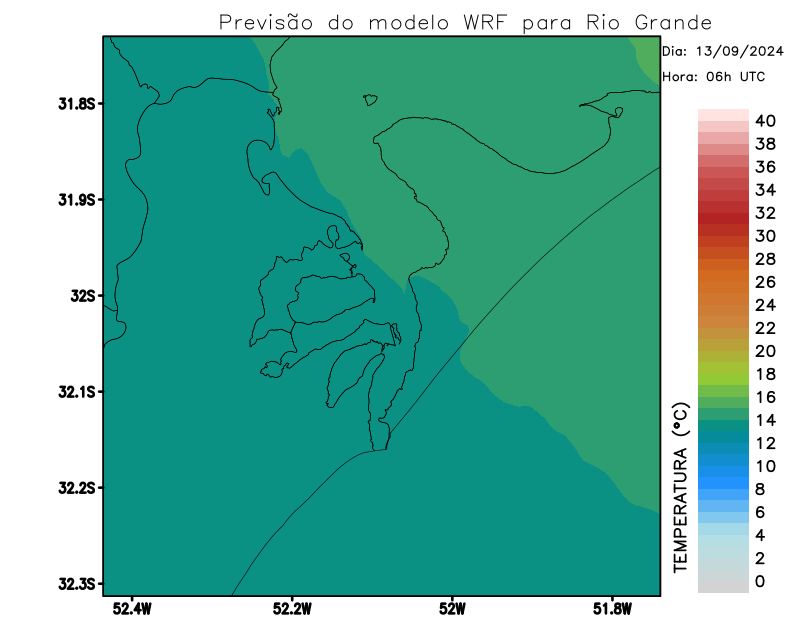 Previsão do modelo WRF para Rio Grande
Dia: 13/09/2024
Hora: 06h UTC
31.8S
31.9S
32S
32.1S
32.2S
32.3S
52.4W
52.2W
52W
51.8W
TEMPERATURA (°C)
40
38
36
34
32
30
28
26
24
22
20
18
16
14
12
10
8
6
4
2
0